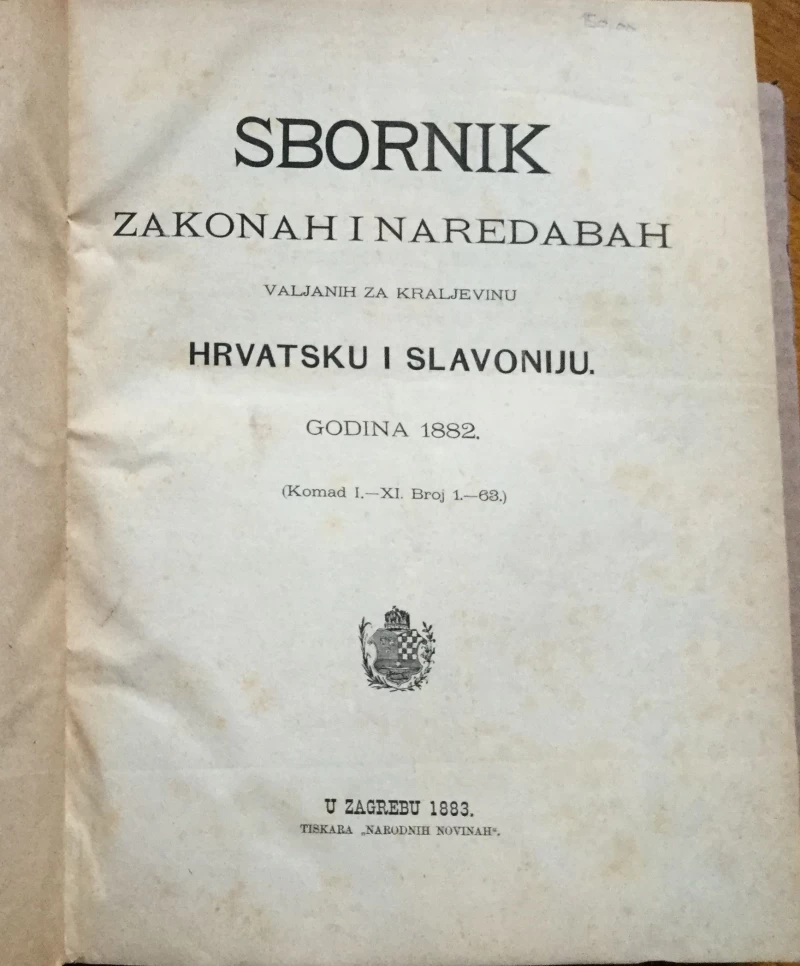 SBORNIK
ZAKONAH I NAREDABAH
VALJANIH ZA KRALJEVINU
HRVATSKU I SLAVONIJU.
GODINA 1882.
(Komad I.—XI. Broj 1.—63.)
U ZAGREBU 1883.
TISKARA „NARODNIH NOVINAH“.